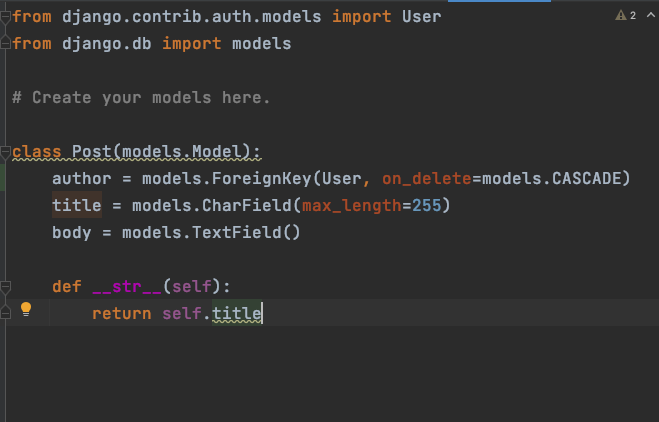 from django.contrib.auth.models import User
2
from django.db import models
# Create your models here.
class Post(models.Model):
    author = models.ForeignKey(User, on_delete=models.CASCADE)
    title = models.CharField(max_length=255)
    body = models.TextField()
    def __str__(self):
        return self.title